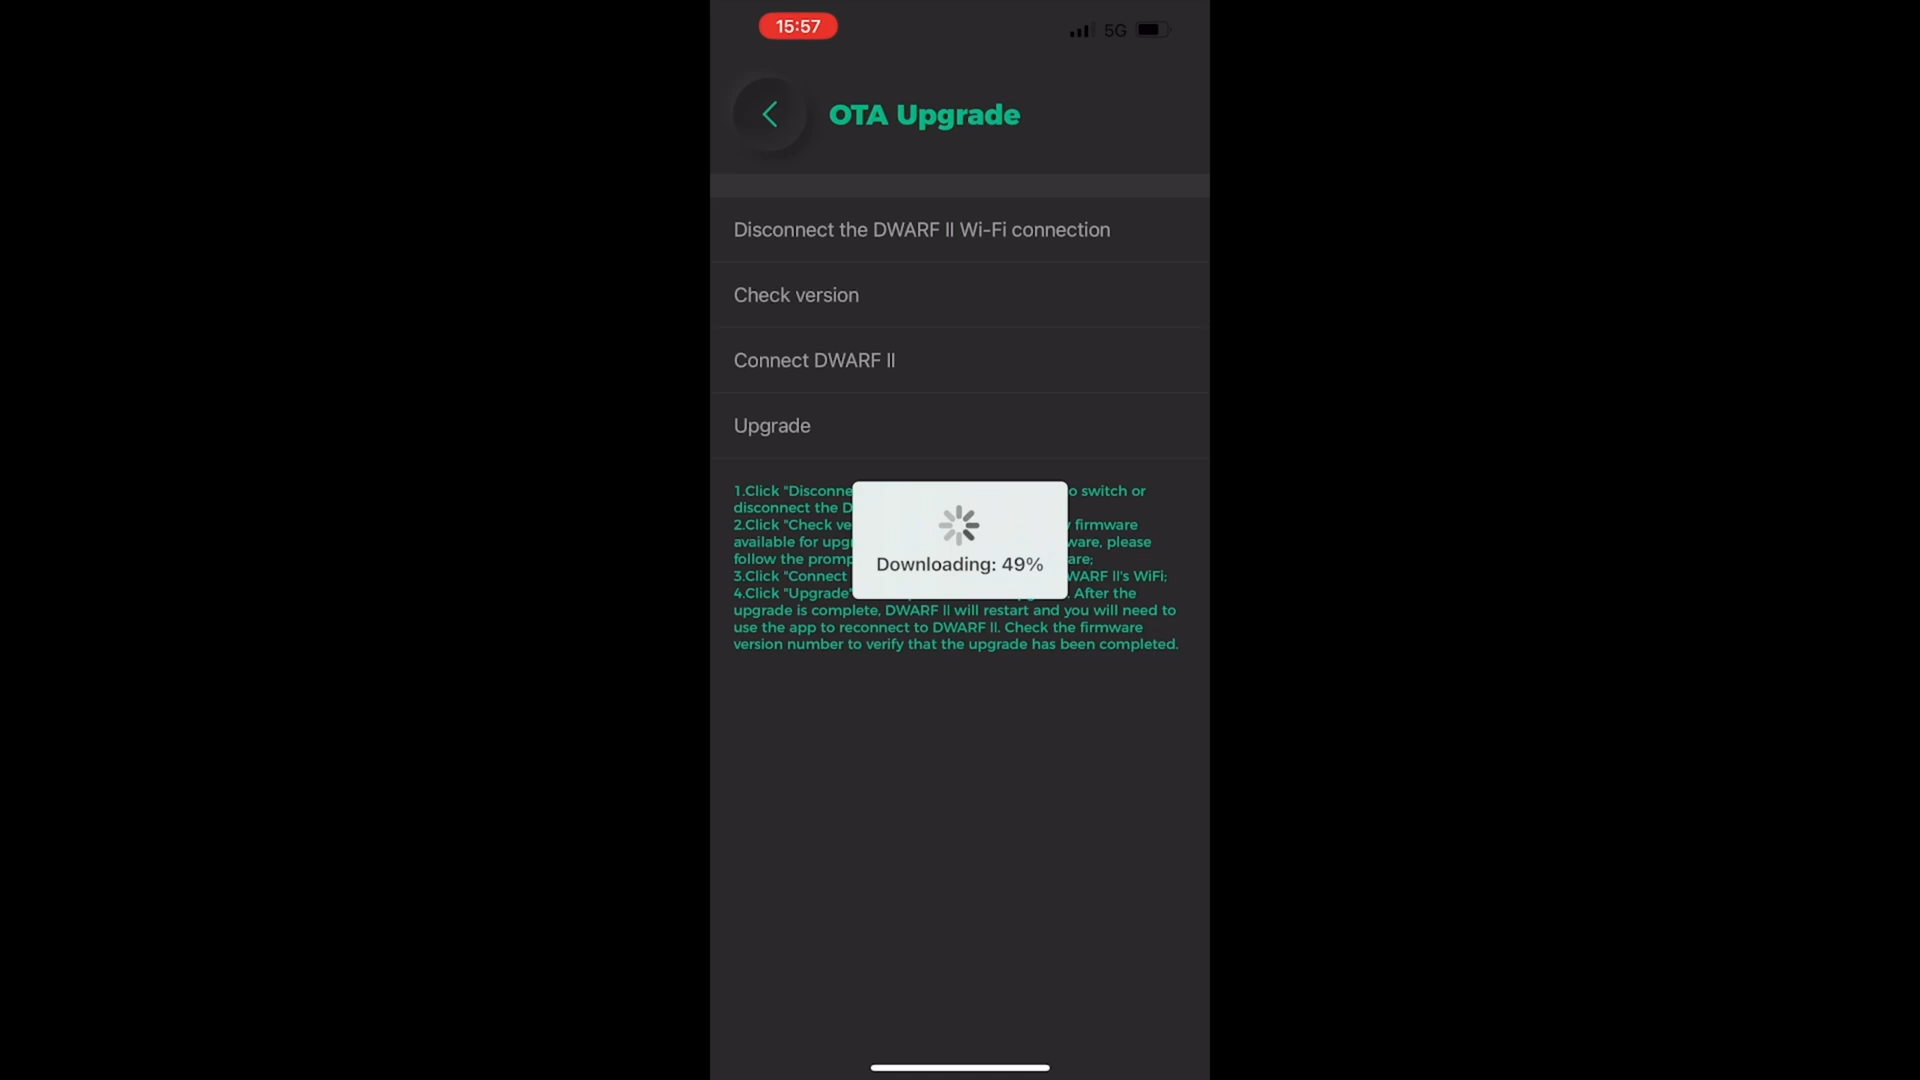 15:57
5G
OTA Upgrade
Disconnect the DWARF II Wi-Fi connection
Check version
Connect DWARF II
Upgrade
1.Click "Disconne o switch or
disconnect the D
2.Click "Check ve firmware
available for upg ware, please
follow the promp are;
3.Click "Connect WARF II's WiFi;
4.Click "Upgrade" . After the
upgrade is complete, DWARF II will restart and you will need to
use the app to reconnect to DWARF II. Check the firmware
version number to verify that the upgrade has been completed.
Downloading: 49%